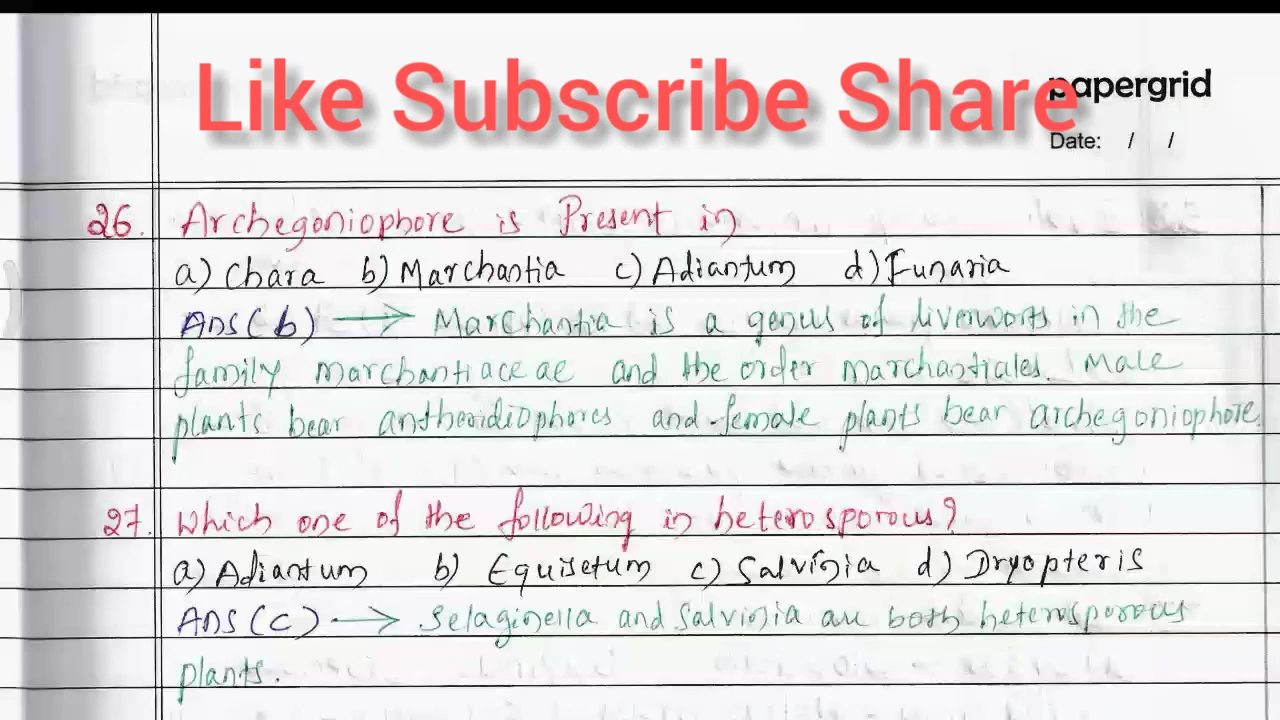 Like Subscribe Share
papergrid
Date: / /
26. Archegoniophore is Present in
a) Chara b) Marchantia c) Adiantum d) Funaria
Ans (b) → Marchantia is a genus of liverworts in the
family marchantiaceae and the order marchantiales. Male
plants bear antheridiophores and female plants bear archegoniophore.
27. Which one of the following in heterosporous?
a) Adiantum b) Equisetum c) Salvinia d) Dryopteris
Ans (c) → Selaginella and Salvinia are both heterosporous
plants.